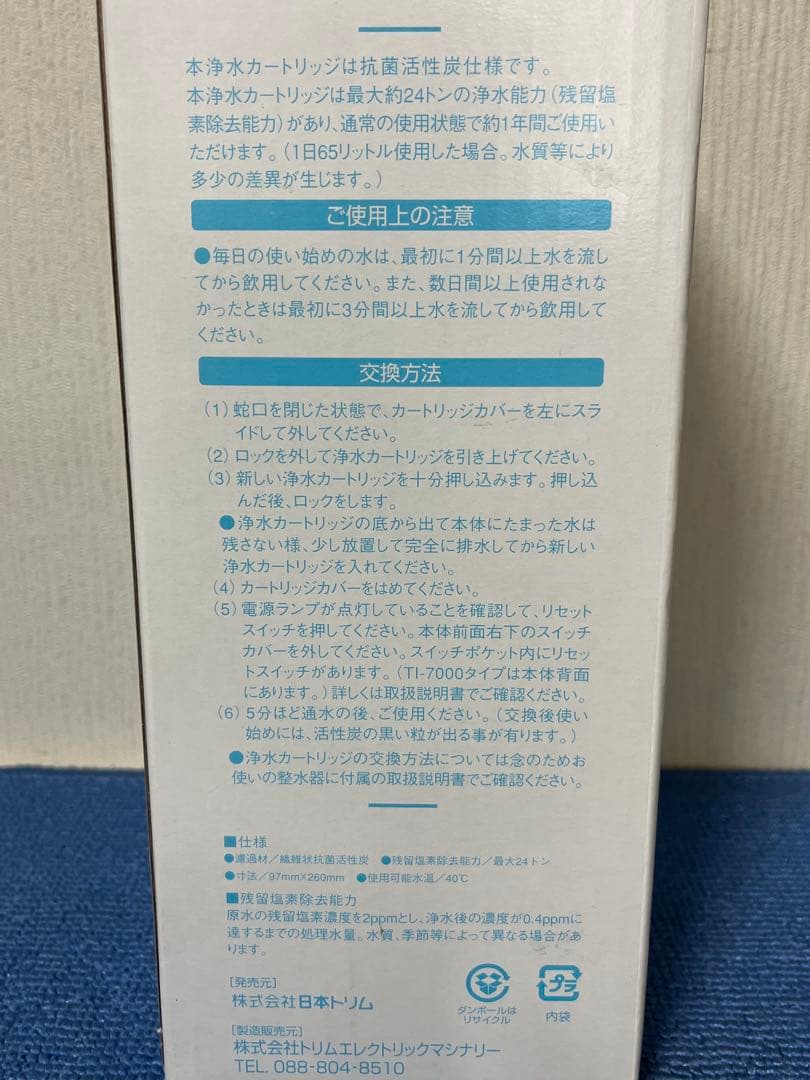 本浄水カートリッジは抗菌活性炭仕様です。
本浄水カートリッジは最大約24トンの浄水能力(残留塩
素除去能力)があり、通常の使用状態で約1年間ご使用い
ただけます。(1日65リットル使用した場合。水質等により
多少の差異が生じます。)
ご使用上の注意
●毎日の使い始めの水は、最初に1分間以上水を流し
てから飲用してください。また、数日間以上使用されな
かったときは最初に3分間以上水を流してから飲用して
ください。
交換方法
(1)蛇口を閉じた状態で、カートリッジカバーを左にスラ
イドして外してください。
(2)ロックを外して浄水カートリッジを引き上げてください。
(3)新しい浄水カートリッジを十分押し込みます。押し込
んだ後、ロックをします。
●浄水カートリッジの底から出て本体にたまった水は
残さない様、少し放置して完全に排水してから新しい
浄水カートリッジを入れてください。
(4)カートリッジカバーをはめてください。
(5)電源ランプが点灯していることを確認して、リセット
スイッチを押してください。本体前面右下のスイッチ
カバーを外してください。スイッチポケット内にリセッ
トスイッチがあります。(TI-7000タイプは本体背面
にあります。)詳しくは取扱説明書でご確認ください。
(6)5分ほど通水の後、ご使用ください。(交換後使い
始めには、活性炭の黒い粒が出る事が有ります。)
●浄水カートリッジの交換方法については念のためお
使いの整水器に付属の取扱説明書でご確認ください。
■仕様
●濾過材/繊維状抗菌活性炭 ●残留塩素除去能力/最大24トン
●寸法/97mm×260mm ●使用可能水温/40℃
■残留塩素除去能力
原水の残留塩素濃度を2ppmとし、浄水後の濃度が0.4ppmに
達するまでの処理水量。水質、季節等によって異なる場合があ
ります。
[発売元]
株式会社日本トリム
ダンボールは
リサイクル
プラ
内袋
[製造販売元]
株式会社トリムエレクトリックマシナリー
TEL. 088-804-8510